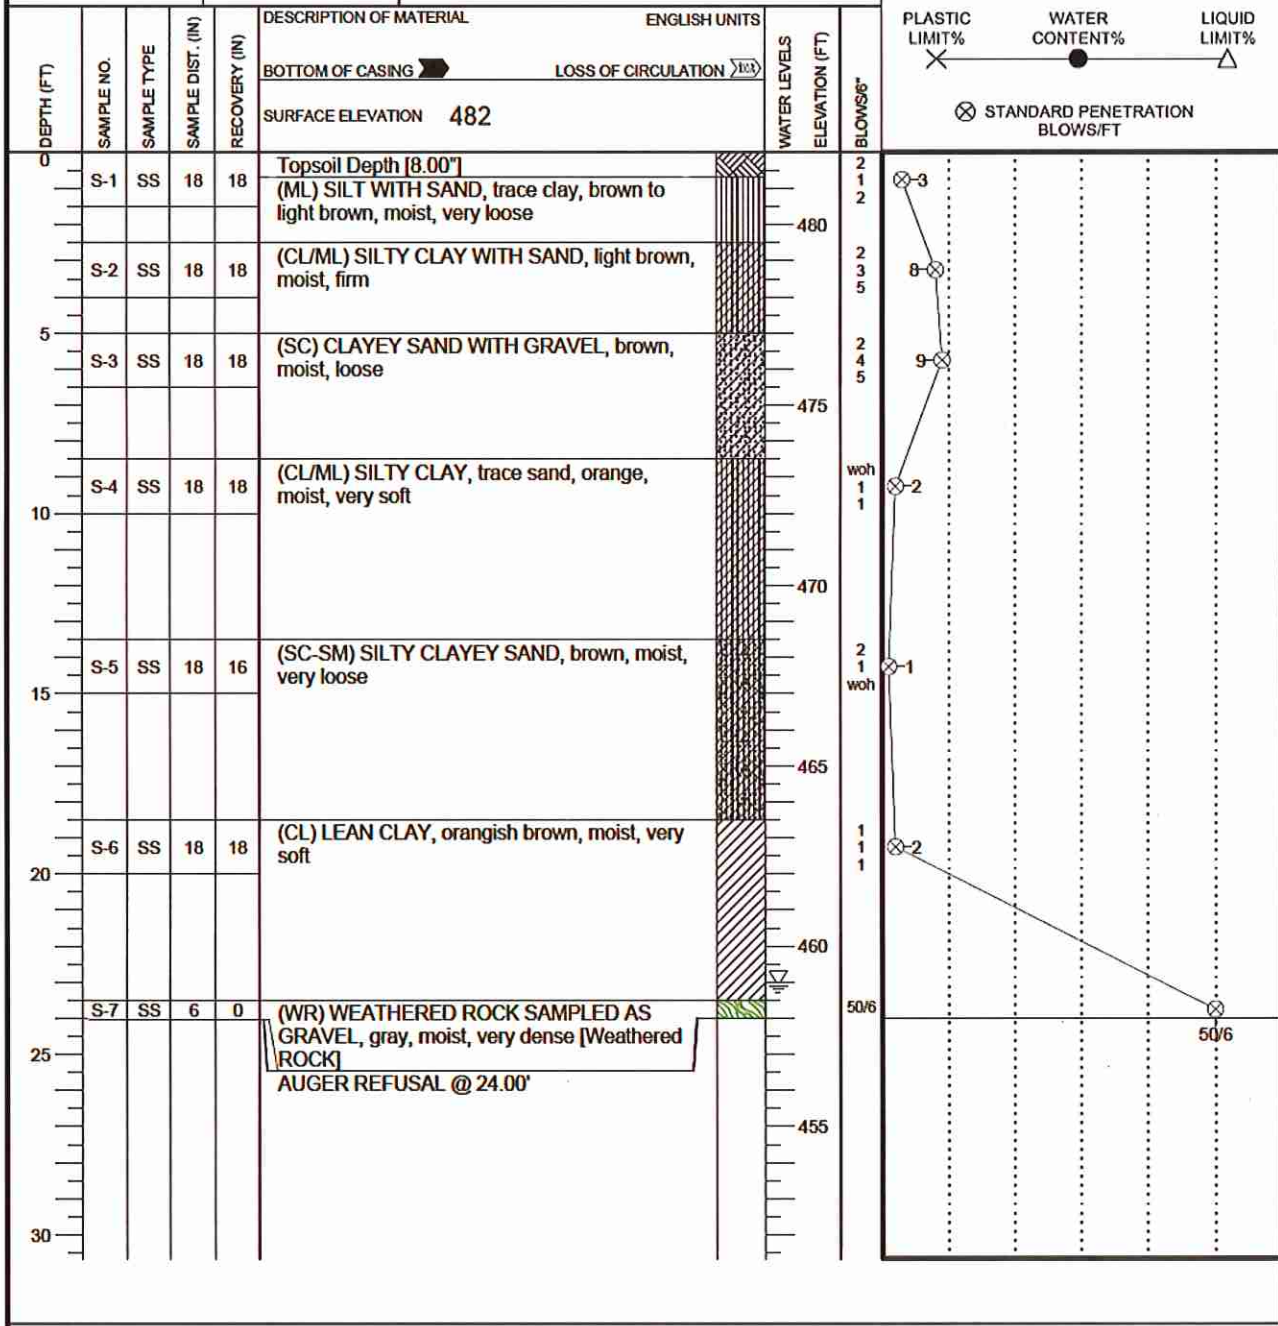 DEPTH (FT)
SAMPLE NO.
SAMPLE TYPE
SAMPLE DIST. (IN)
RECOVERY (IN)
DESCRIPTION OF MATERIAL ENGLISH UNITS
BOTTOM OF CASING LOSS OF CIRCULATION
SURFACE ELEVATION 482
WATER LEVELS
ELEVATION (FT)
BLOWS/6"
PLASTIC LIMIT%
WATER CONTENT%
LIQUID LIMIT%
STANDARD PENETRATION
BLOWS/FT
0
Topsoil Depth [8.00"]
S-1 SS 18 18
(ML) SILT WITH SAND, trace clay, brown to
light brown, moist, very loose
2
1
2
3
480
S-2 SS 18 18
(CL/ML) SILTY CLAY WITH SAND, light brown,
moist, firm
2
3
5
8
5
S-3 SS 18 18
(SC) CLAYEY SAND WITH GRAVEL, brown,
moist, loose
2
4
5
9
475
S-4 SS 18 18
(CL/ML) SILTY CLAY, trace sand, orange,
moist, very soft
woh
1
1
2
10
470
S-5 SS 18 16
(SC-SM) SILTY CLAYEY SAND, brown, moist,
very loose
2
1
woh
1
15
465
S-6 SS 18 18
(CL) LEAN CLAY, orangish brown, moist, very
soft
1
1
1
2
20
460
S-7 SS 6 0
(WR) WEATHERED ROCK SAMPLED AS
GRAVEL, gray, moist, very dense [Weathered
ROCK]
50/6
50/6
25
AUGER REFUSAL @ 24.00'
455
30